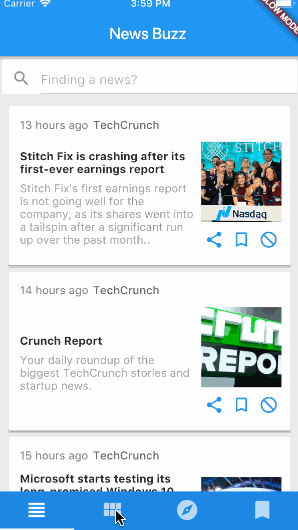 Carrier 3:59 PM
SLOW MODE
News Buzz
Finding a news?
13 hours ago TechCrunch
Stitch Fix is crashing after its
first-ever earnings report
Stitch Fix's first earnings report
is not going well for the
company, as its shares went into
a tailspin after a significant run
up over the past month..
STITCH
Nasdaq
14 hours ago TechCrunch
Crunch Report
Your daily roundup of the
biggest TechCrunch stories and
startup news.
crun
REPO
15 hours ago TechCrunch
Microsoft starts testing its
long-promised Windows 10